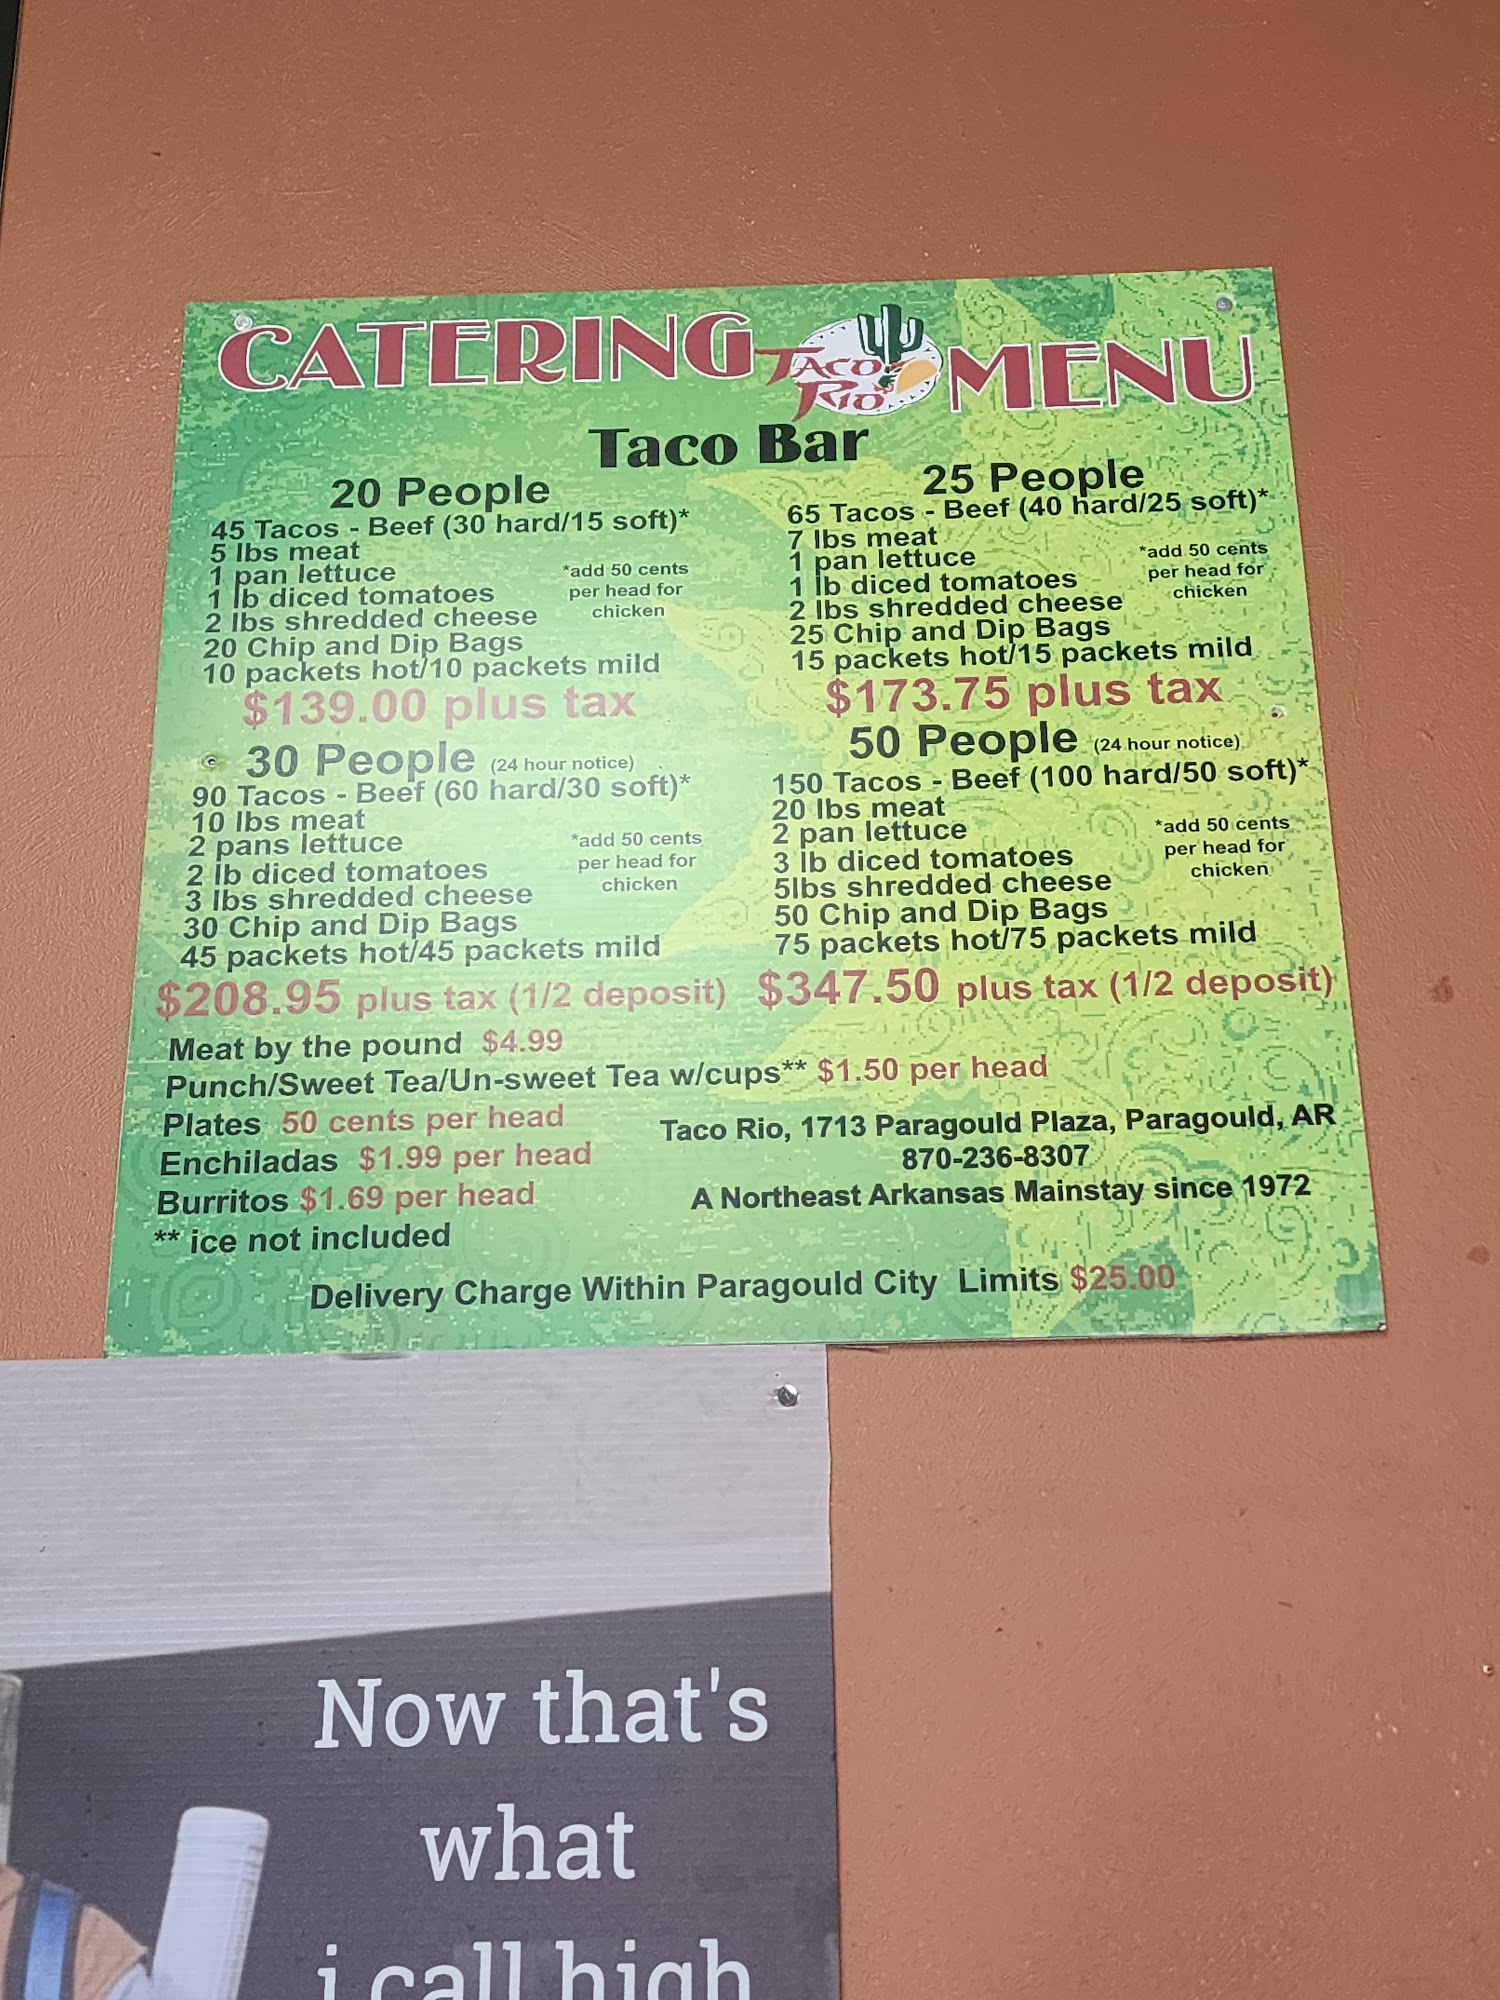 CATERING TACO RIO MENU
Taco Bar
20 People
45 Tacos - Beef (30 hard/15 soft)*
5 lbs meat
1 pan lettuce
1 lb diced tomatoes
2 lbs shredded cheese
20 Chip and Dip Bags
10 packets hot/10 packets mild
*add 50 cents
per head for
chicken
$139.00 plus tax
25 People
65 Tacos - Beef (40 hard/25 soft)*
7 lbs meat
1 pan lettuce
1 lb diced tomatoes
2 lbs shredded cheese
25 Chip and Dip Bags
15 packets hot/15 packets mild
*add 50 cents
per head for
chicken
$173.75 plus tax
30 People (24 hour notice)
90 Tacos - Beef (60 hard/30 soft)*
10 lbs meat
2 pans lettuce
2 lb diced tomatoes
3 lbs shredded cheese
30 Chip and Dip Bags
45 packets hot/45 packets mild
*add 50 cents
per head for
chicken
$208.95 plus tax (1/2 deposit)
50 People (24 hour notice)
150 Tacos - Beef (100 hard/50 soft)*
20 lbs meat
2 pan lettuce
3 lb diced tomatoes
5lbs shredded cheese
50 Chip and Dip Bags
75 packets hot/75 packets mild
*add 50 cents
per head for
chicken
$347.50 plus tax (1/2 deposit)
Meat by the pound $4.99
Punch/Sweet Tea/Un-sweet Tea w/cups** $1.50 per head
Plates 50 cents per head
Enchiladas $1.99 per head
Burritos $1.69 per head
** ice not included
Taco Rio, 1713 Paragould Plaza, Paragould, AR
870-236-8307
A Northeast Arkansas Mainstay since 1972
Delivery Charge Within Paragould City Limits $25.00
Now that's
what
i call high